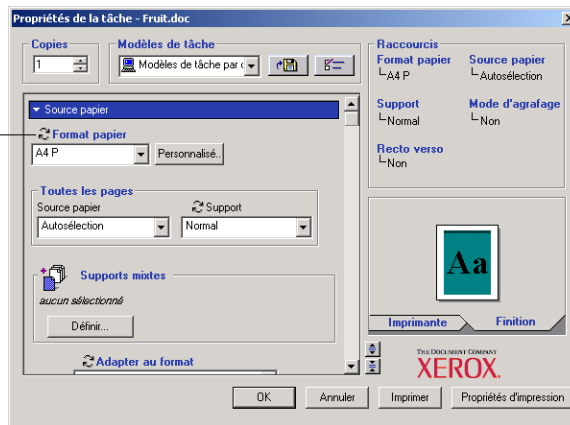 Propriétés de la tâche - Fruit.doc
Copies
1
Modèles de tâche
Modèles de tâche par
Source papier
Format papier
A4 P
Personnalisé..
Toutes les pages
Source papier
Autosélection
Support
Normal
Supports mixtes
aucun sélectionné
Définir...
Adapter au format
Raccourcis
Format papier
A4 P
Source papier
Autosélection
Support
Normal
Mode d'agrafage
Non
Recto verso
Non
Aa
Imprimante
Finition
THE DOCUMENT COMPANY
XEROX.
OK
Annuler
Imprimer
Propriétés d'impression